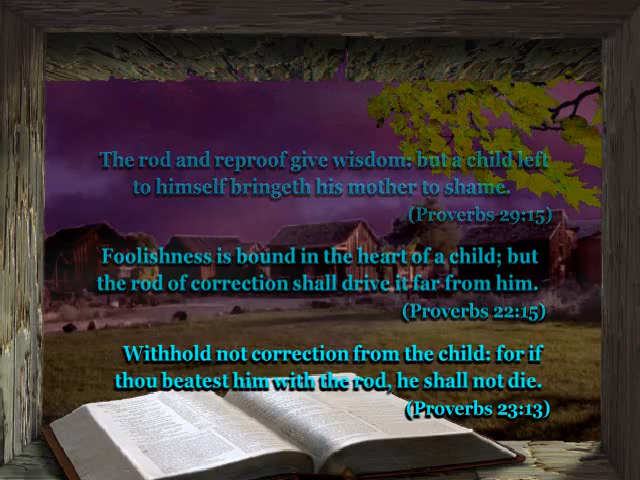 The rod and reproof give wisdom: but a child left
to himself bringeth his mother to shame.
(Proverbs 29:15)
Foolishness is bound in the heart of a child; but
the rod of correction shall drive it far from him.
(Proverbs 22:15)
Withhold not correction from the child: for if
thou beatest him with the rod, he shall not die.
(Proverbs 23:13)